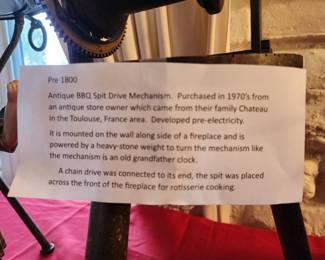 Pre 1800
Antique BBQ Spit Drive Mechanism.  Purchased in 1970's from
an antique store owner which came from their family Chateau
in the Toulouse, France area.  Developed pre-electricity.
It is mounted on the wall along side of a fireplace and is
powered by a heavy-stone weight to turn the mechanism like
the mechanism is an old grandfather clock.
A chain drive was connected to its end, the spit was placed
across the front of the fireplace for rotisserie cooking.